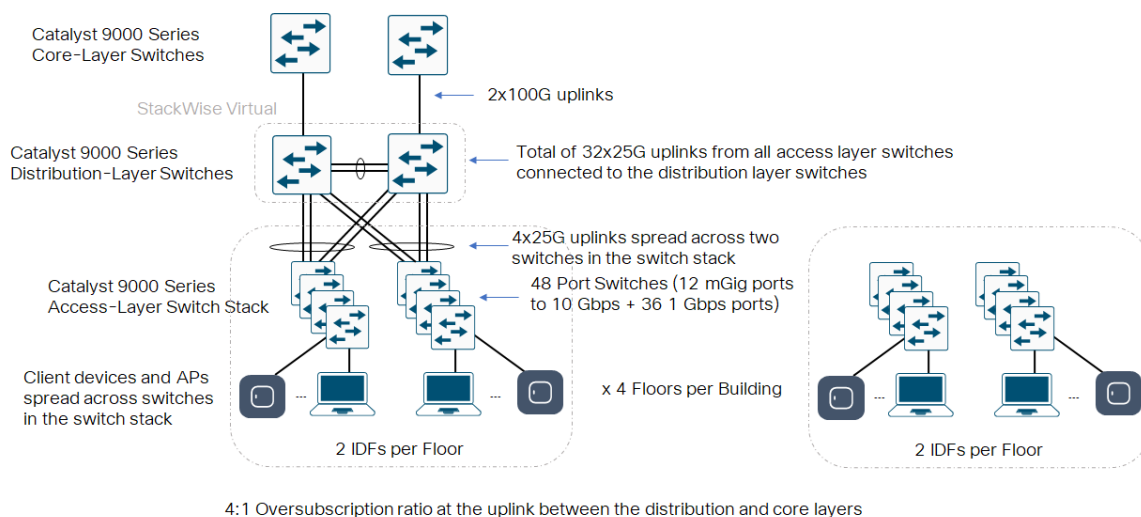 Catalyst 9000 Series
Core-Layer Switches
2x100G uplinks
StackWise Virtual
Catalyst 9000 Series
Distribution-Layer Switches
Total of 32x25G uplinks from all access layer switches
connected to the distribution layer switches
4x25G uplinks spread across two
switches in the switch stack
Catalyst 9000 Series
Access-Layer Switch Stack
48 Port Switches (12 mGig ports
to 10 Gbps + 36 1 Gbps ports)
Client devices and APs
spread across switches
in the switch stack
...
...
x 4 Floors per Building
...
...
2 IDFs per Floor
2 IDFs per Floor
4:1 Oversubscription ratio at the uplink between the distribution and core layers